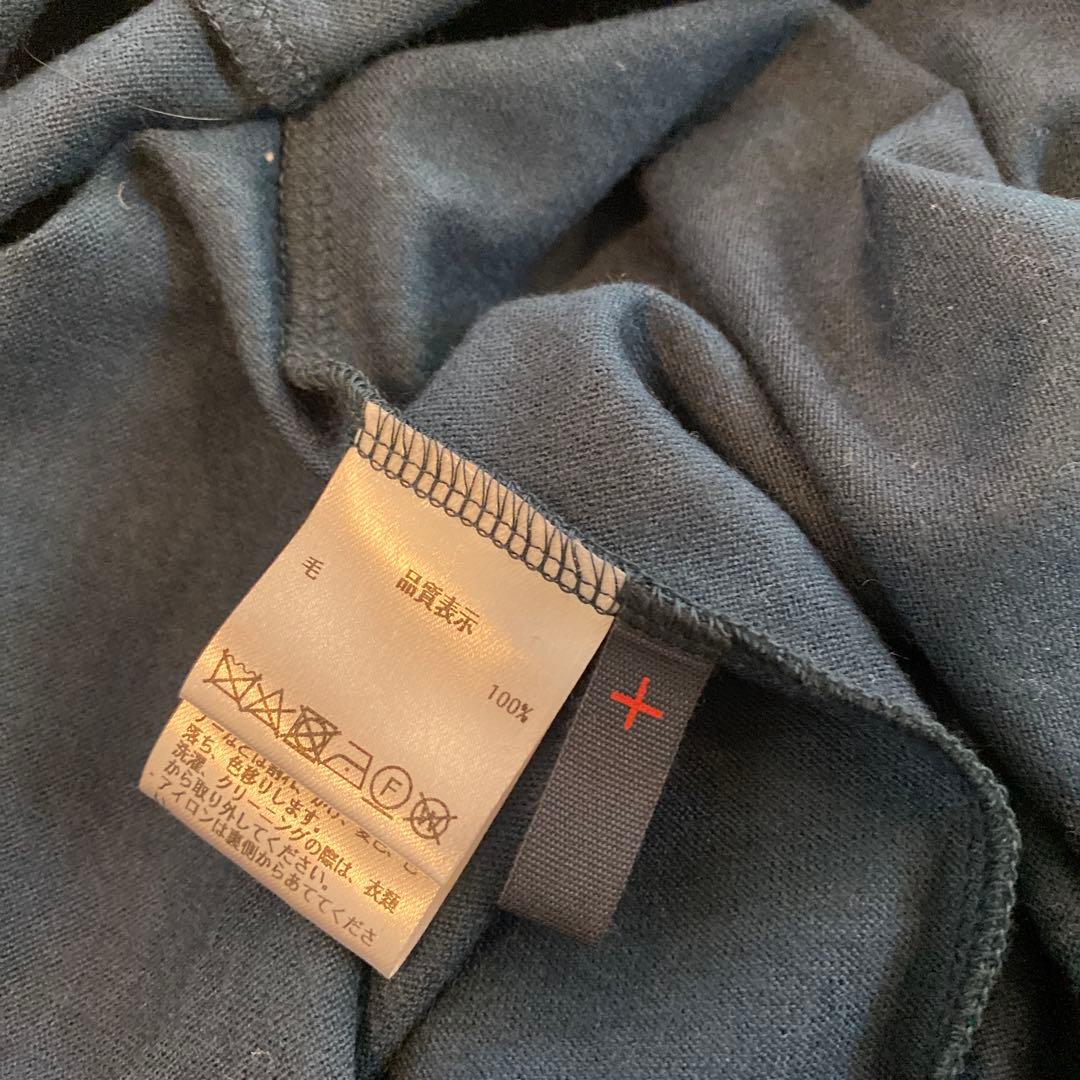 品質表示
毛 100%
F
W
落ち、色移りします。
洗濯、クリーニングの際は、衣類
から取り外してください。
アイロンは裏側からあててくださ